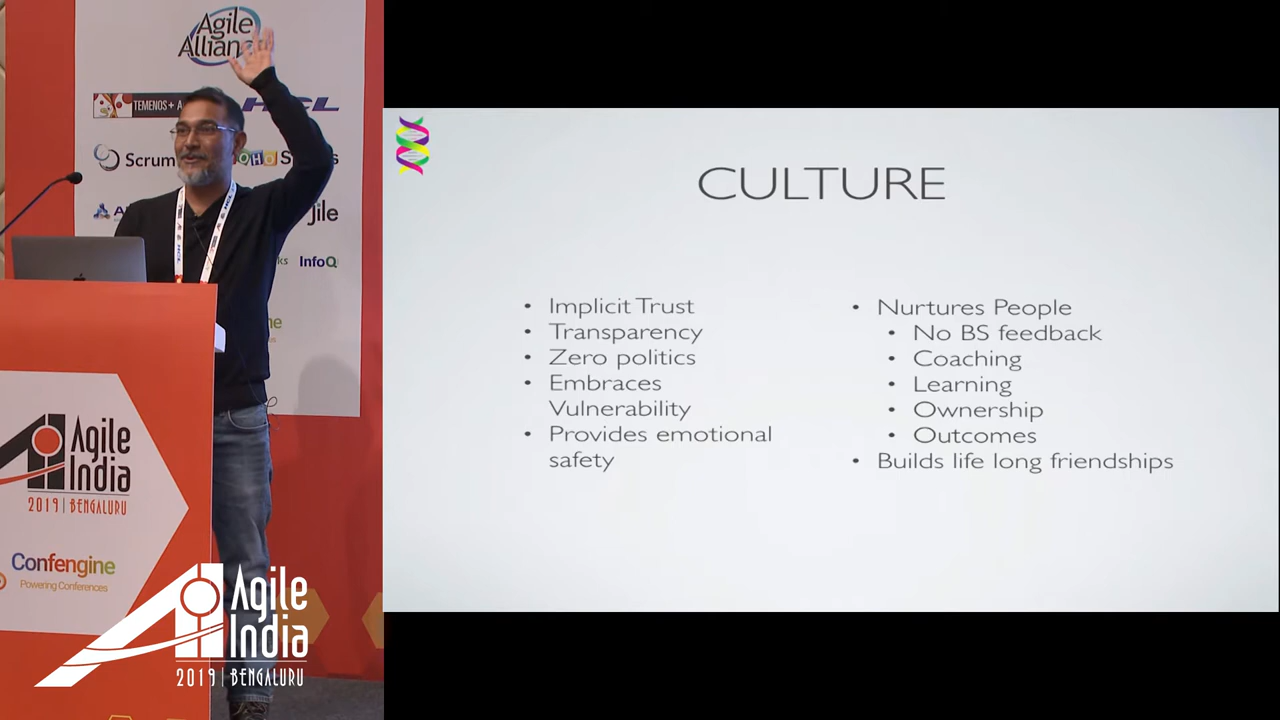 Agile
Alliance
TEMENOS+ A
HCL
Scrum
InfoQ
Agile
India
2019 | BENGALURU
Confengine
Powering Conferences
Agile
India
2019 | BENGALURU
CULTURE
• Implicit Trust
• Transparency
• Zero politics
• Embraces
Vulnerability
• Provides emotional
safety
• Nurtures People
• No BS feedback
• Coaching
• Learning
• Ownership
• Outcomes
• Builds life long friendships